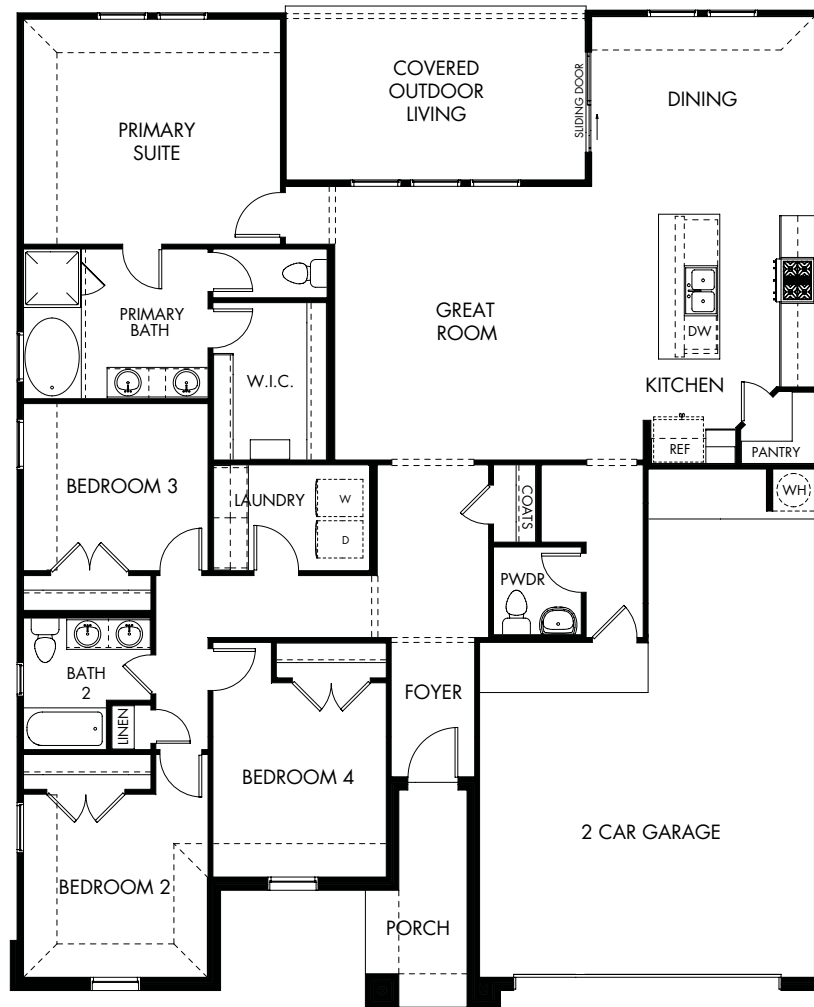 COVERED
OUTDOOR
LIVING
SLIDING DOOR
DINING
PRIMARY
SUITE
PRIMARY
BATH
GREAT
ROOM
DW
W.I.C.
KITCHEN
REF
PANTRY
BEDROOM 3
LAUNDRY
W
D
COATS
WH
PWDR
BATH
2
LINEN
FOYER
BEDROOM 4
2 CAR GARAGE
BEDROOM 2
PORCH